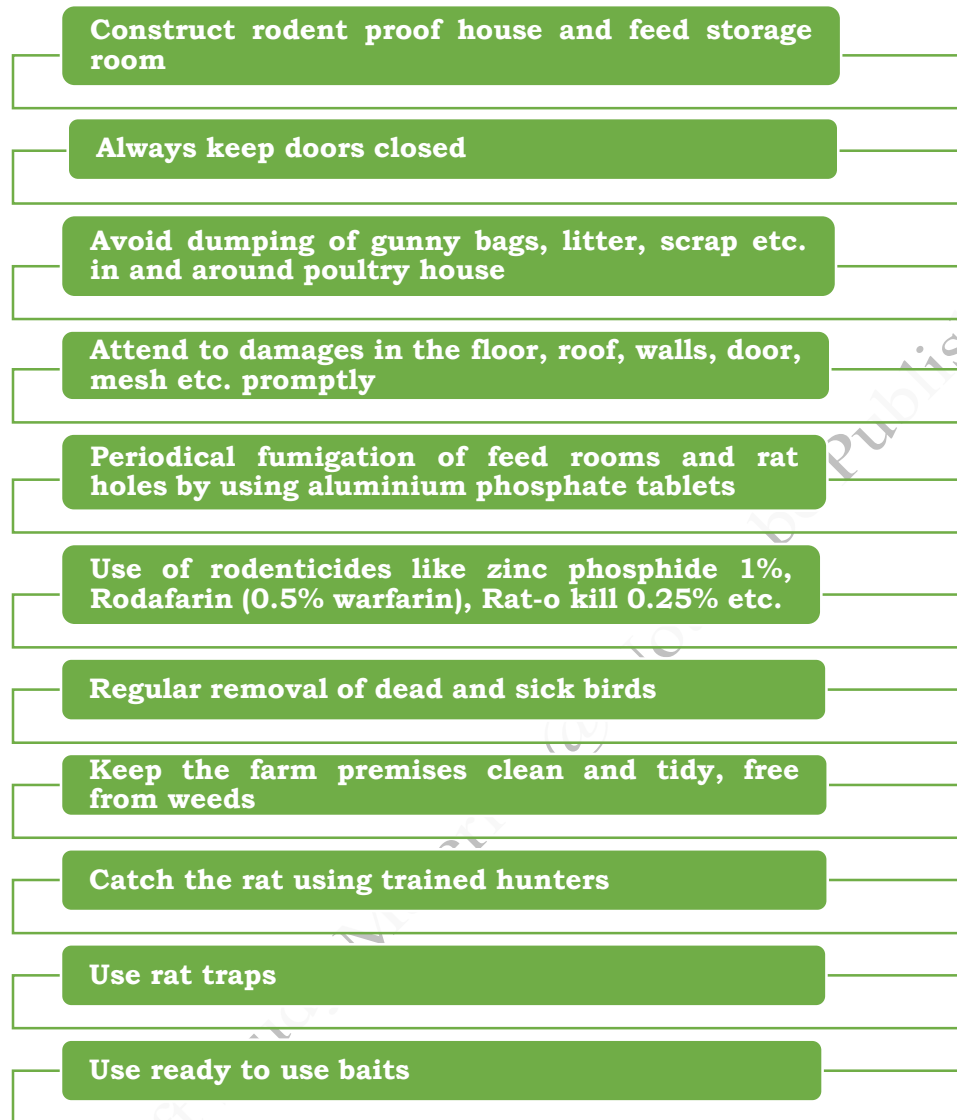 Construct rodent proof house and feed storage
room
Always keep doors closed
Avoid dumping of gunny bags, litter, scrap etc.
in and around poultry house
Attend to damages in the floor, roof, walls, door,
mesh etc. promptly
Periodical fumigation of feed rooms and rat
holes by using aluminium phosphate tablets
Use of rodenticides like zinc phosphide 1%,
Rodafarin (0.5% warfarin), Rat-o kill 0.25% etc.
Regular removal of dead and sick birds
Keep the farm premises clean and tidy, free
from weeds
Catch the rat using trained hunters
Use rat traps
Use ready to use baits